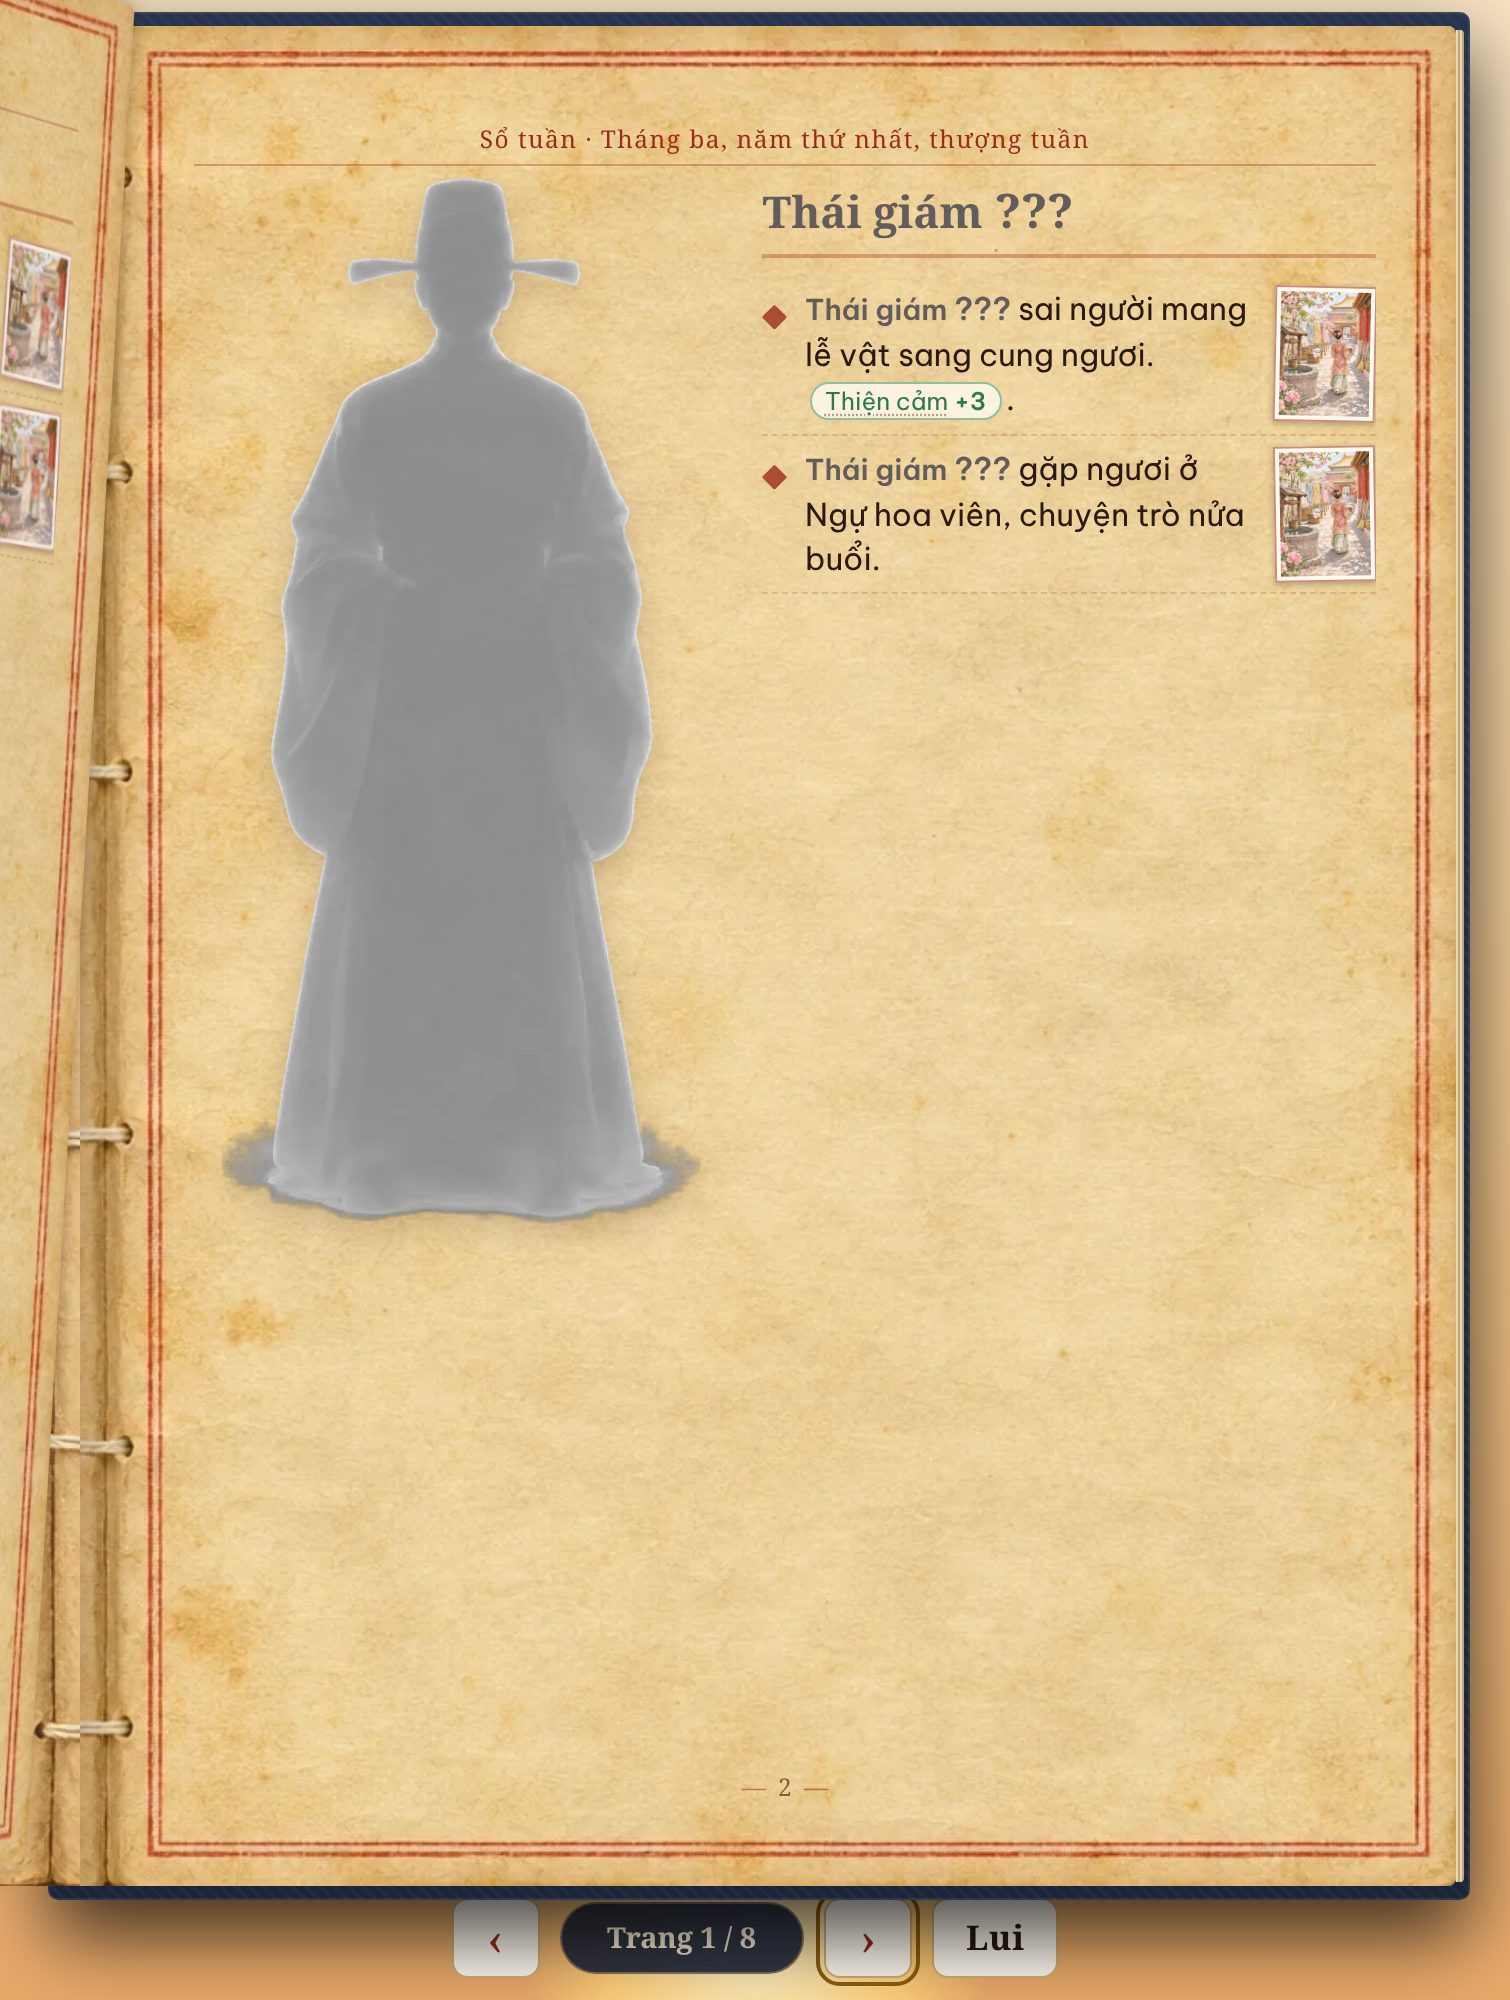 Sổ tuần · Tháng ba, năm thứ nhất, thượng tuần
Thái giám ???
Thái giám ??? sai người mang
lễ vật sang cung ngươi.
Thiện cảm +3 .
Thái giám ??? gặp ngươi ở
Ngự hoa viên, chuyện trò nửa
buổi.
— 2 —
‹ Trang 1 / 8 › Lui